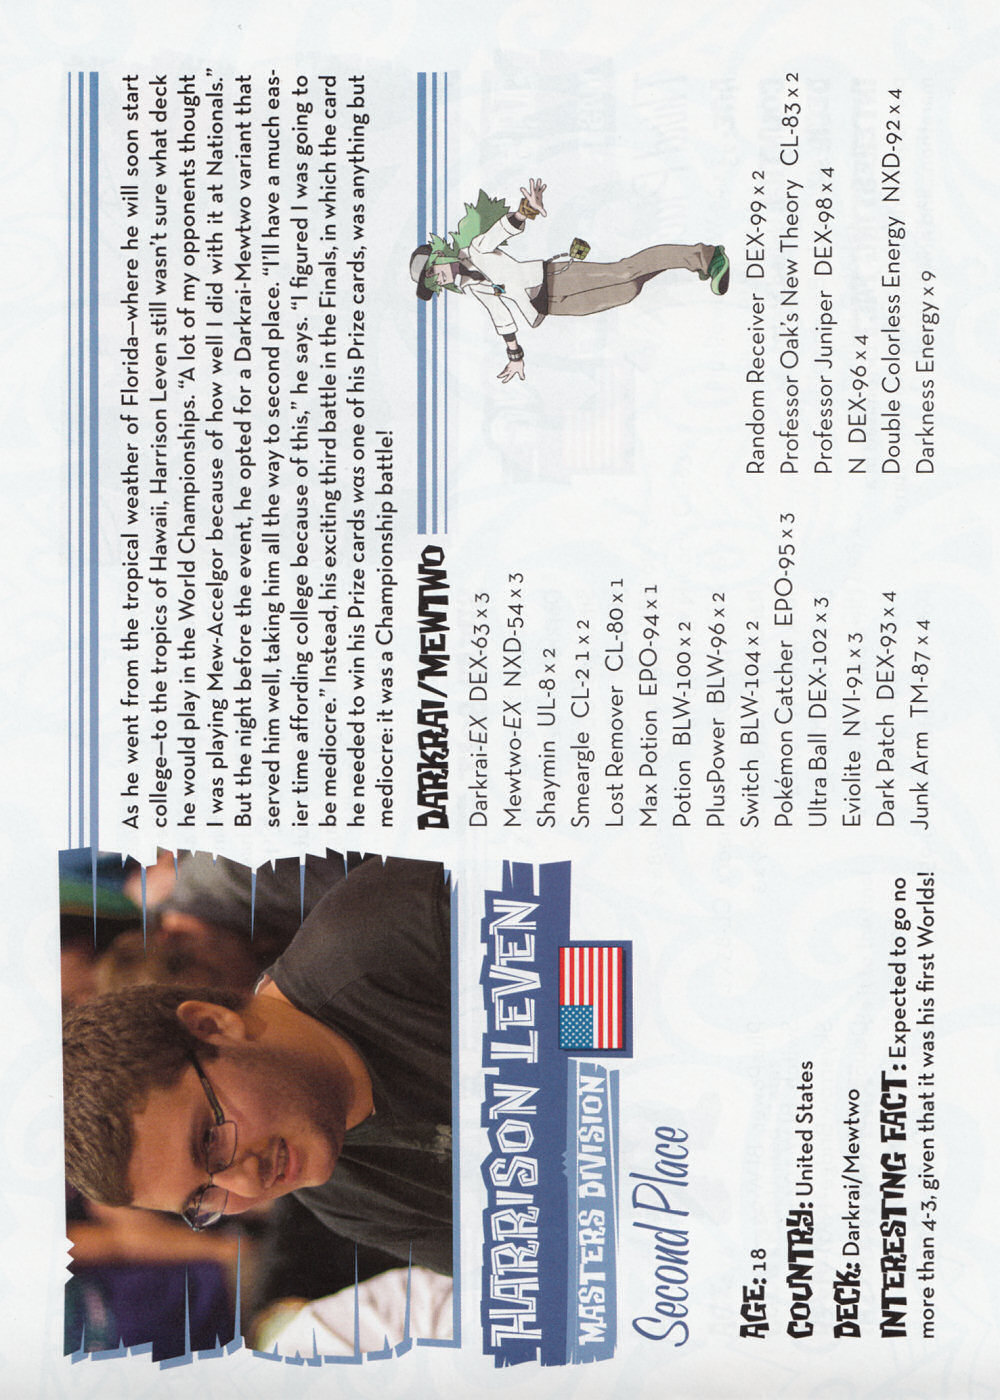 As he went from the tropical weather of Florida—where he will soon start
college—to the tropics of Hawaii, Harrison Leven still wasn't sure what deck
he would play in the World Championships. “A lot of my opponents thought
I was playing Mew-Accelgor because of how well I did with it at Nationals.”
But the night before the event, he opted for a Darkrai-Mewtwo variant that
served him well, taking him all the way to second place. “I'll have a much eas-
ier time affording college because of this,” he says. “I figured I was going to
be mediocre.” Instead, his exciting third battle in the Finals, in which the card
he needed to win his Prize cards was one of his Prize cards, was anything but
mediocre: it was a Championship battle!
HARRISON LEVEN
MASTERS DIVISION
Second Place
AGE: 18
COUNTRY: United States
DECK: Darkrai/Mewtwo
INTERESTING FACT: Expected to go no
more than 4-3, given that it was his first Worlds!
DARKRAI/MEWTWO
Darkrai-EX DEX-63 x 3
Mewtwo-EX NXD-54 x 3
Shaymin UL-8 x 2
Smeargle CL-2 1 x 2
Lost Remover CL-80 x 1
Max Potion EPO-94 x 1
Potion BLW-100 x 2
PlusPower BLW-96 x 2
Switch BLW-104 x 2
Pokémon Catcher EPO-95 x 3
Ultra Ball DEX-102 x 3
Eviolite NVI-91 x 3
Dark Patch DEX-93 x 4
Junk Arm TM-87 x 4
Random Receiver DEX-99 x 2
Professor Oak's New Theory CL-83 x 2
Professor Juniper DEX-98 x 4
N DEX-96 x 4
Double Colorless Energy NXD-92 x 4
Darkness Energy x 9